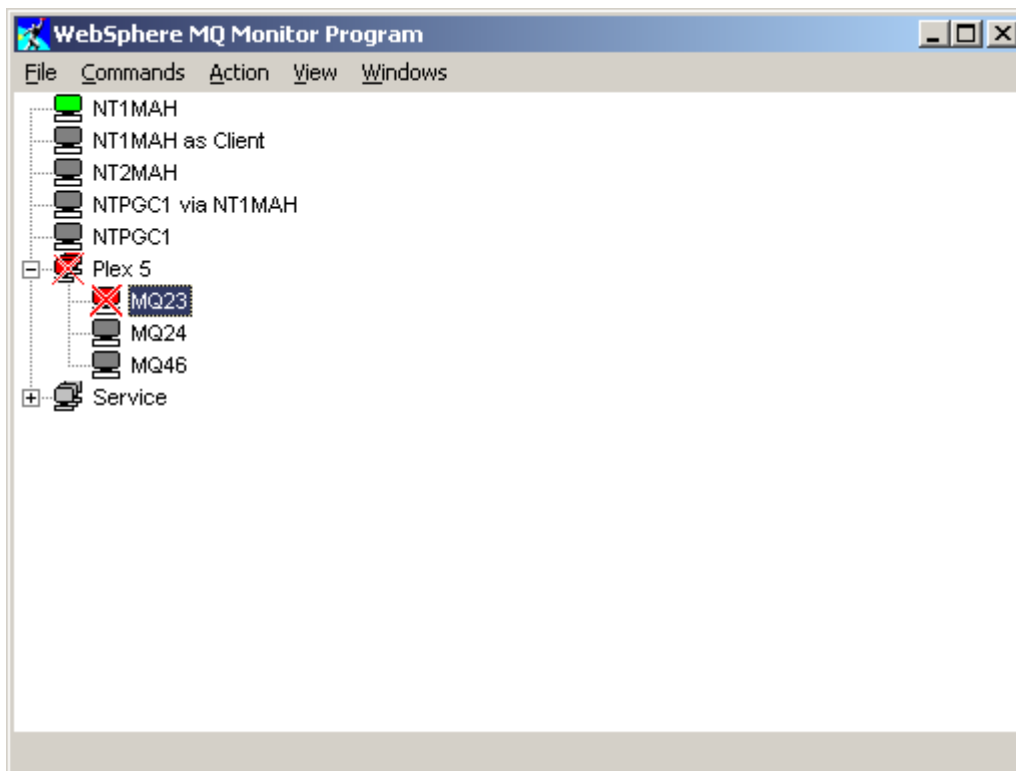 WebSphere MQ Monitor Program
File Commands Action View Windows
NT1MAH
NT1MAH as Client
NT2MAH
NTPGC1 via NT1MAH
NTPGC1
Plex 5
MQ23
MQ24
MQ46
Service